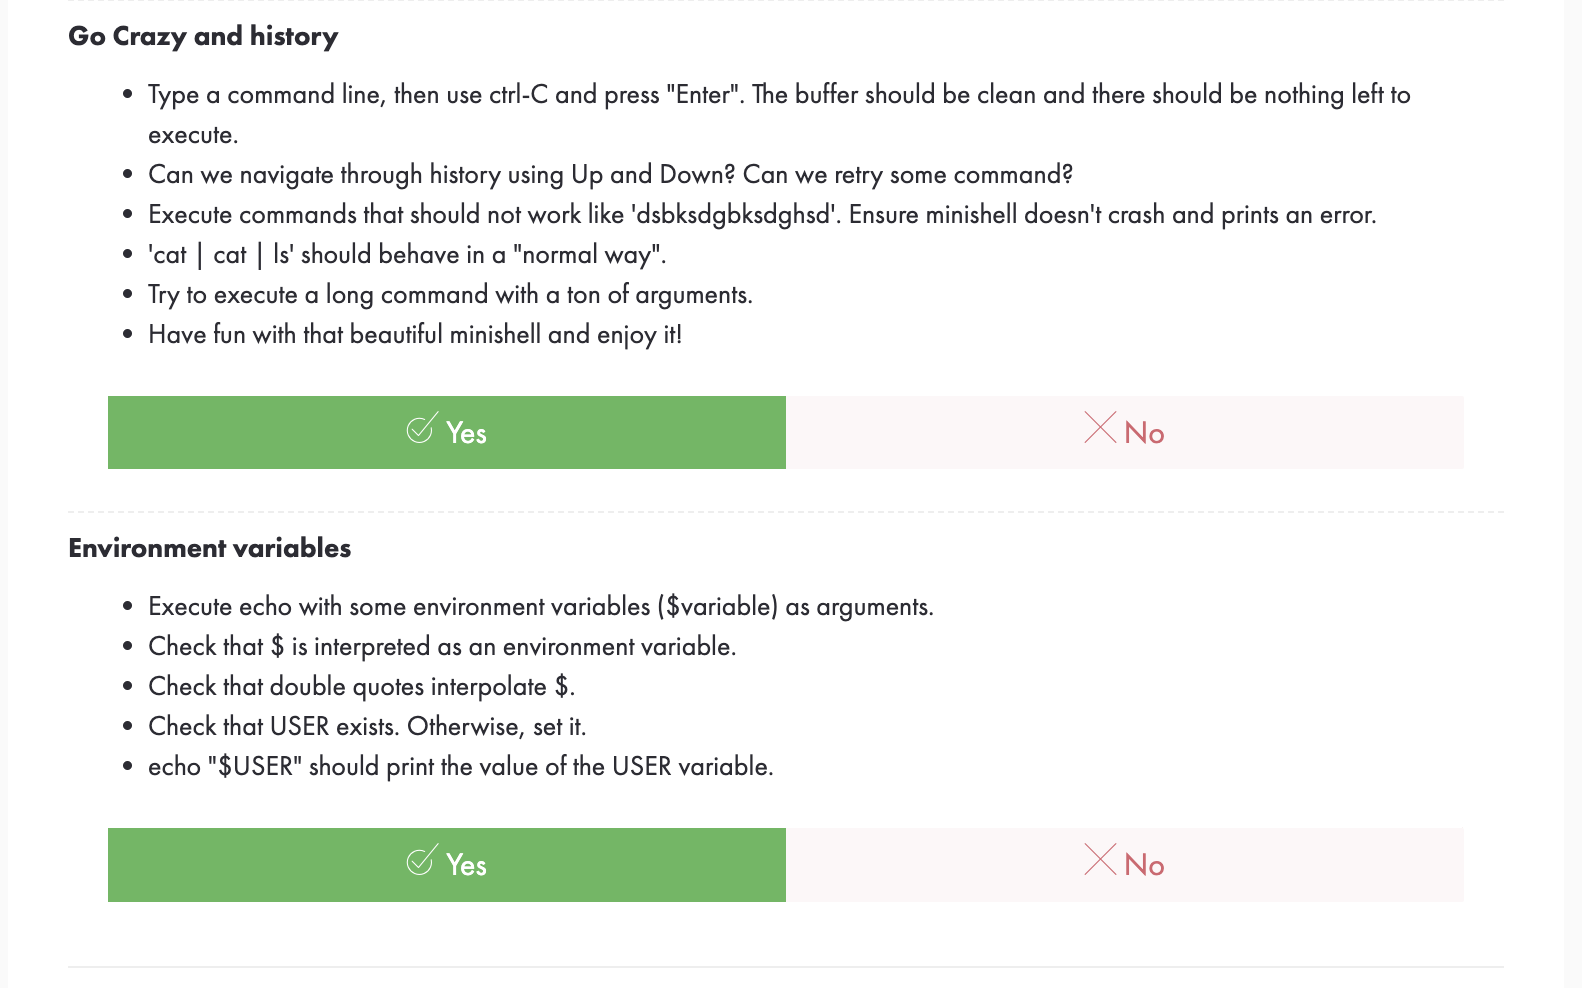 Go Crazy and history
• Type a command line, then use ctrl-C and press "Enter". The buffer should be clean and there should be nothing left to
execute.
• Can we navigate through history using Up and Down? Can we retry some command?
• Execute commands that should not work like 'dsbksdgbksdghsd'. Ensure minishell doesn't crash and prints an error.
• 'cat | cat | ls' should behave in a "normal way".
• Try to execute a long command with a ton of arguments.
• Have fun with that beautiful minishell and enjoy it!
Yes
No
Environment variables
• Execute echo with some environment variables ($variable) as arguments.
• Check that $ is interpreted as an environment variable.
• Check that double quotes interpolate $.
• Check that USER exists. Otherwise, set it.
• echo "$USER" should print the value of the USER variable.
Yes
No